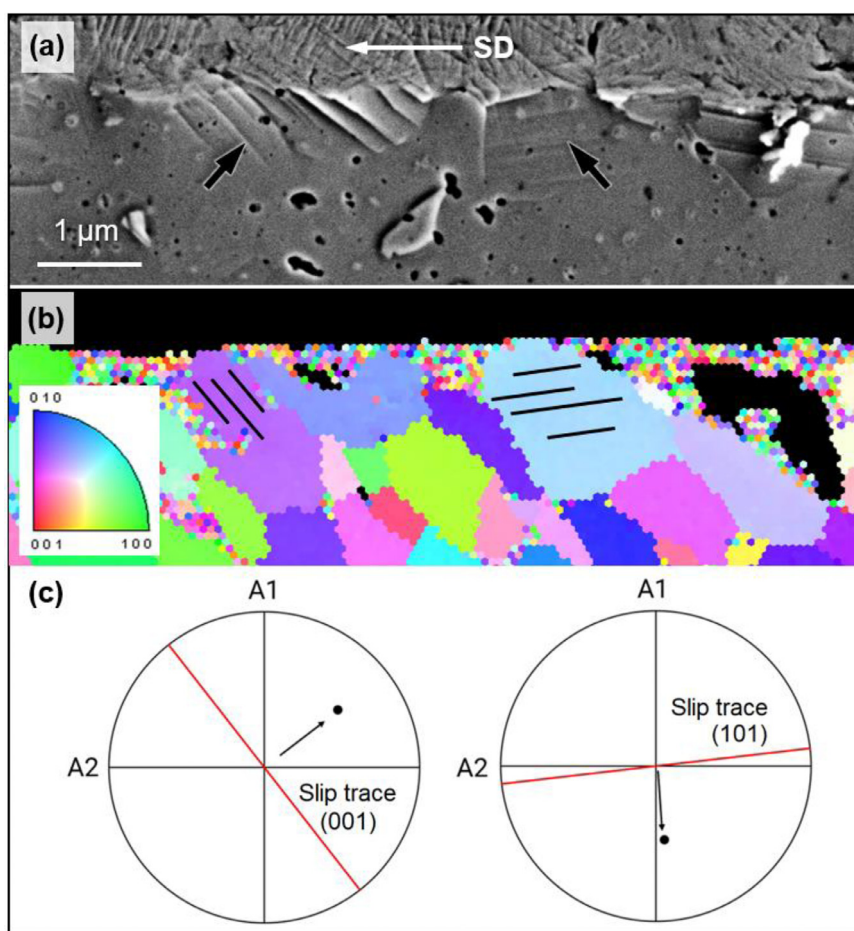 (a)
SD
1 μm
(b)
0 1 0
0 0 1
1 0 0
(c)
A1
A1
A2
Slip trace
(001)
A2
Slip trace
(101)